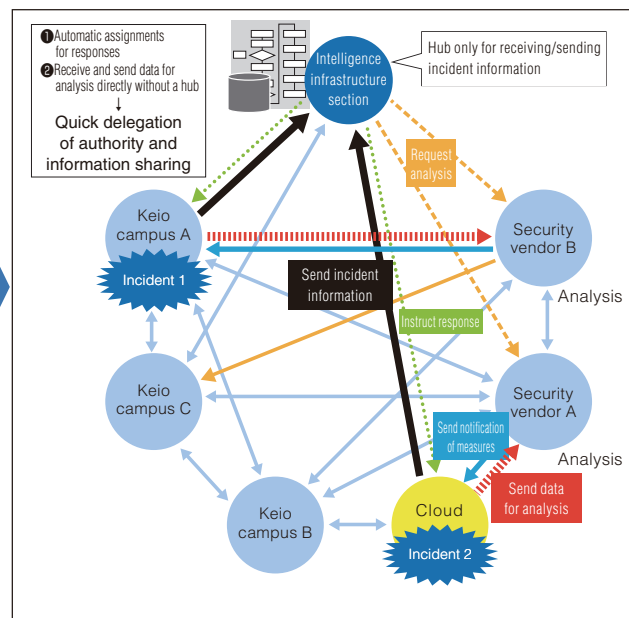 ❶Automatic assignments
for responses
❷Receive and send data for
analysis directly without a hub
Quick delegation
of authority and
information sharing
Intelligence
infrastructure
section
Hub only for receiving/sending
incident information
Request
analysis
Keio
campus A
Incident 1
Security
vendor B
Analysis
Send incident
information
Instruct response
Keio
campus C
Security
vendor A
Analysis
Send notification
of measures
Send data
for analysis
Keio
campus B
Cloud
Incident 2